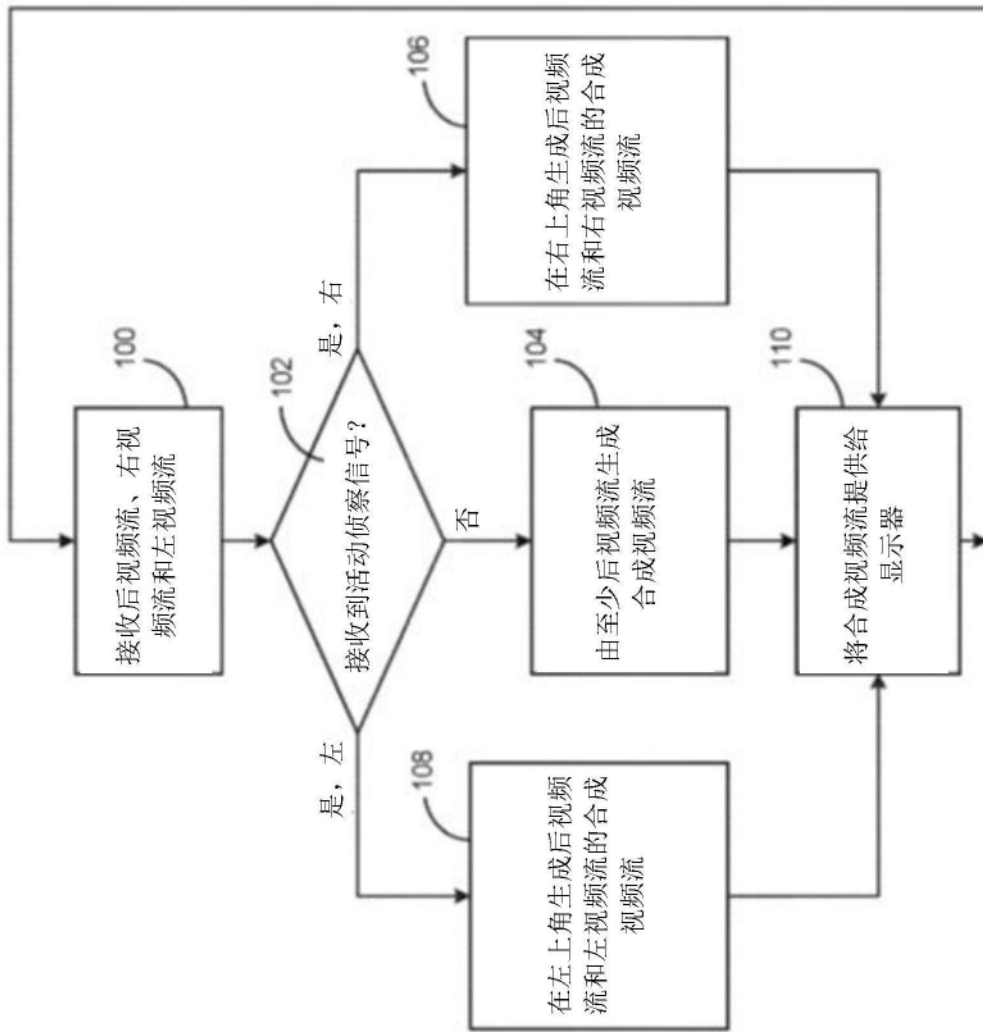 100
接收后视频流、右视
频流和左视频流
102
接收到活动侦察信号?
是，左
否
是，右
108
在左上角生成后视频
流和左视频流的合成
视频流
104
由至少后视频流生成
合成视频流
106
在右上角生成后视频
流和右视频流的合成
视频流
110
将合成视频流提供给
显示器